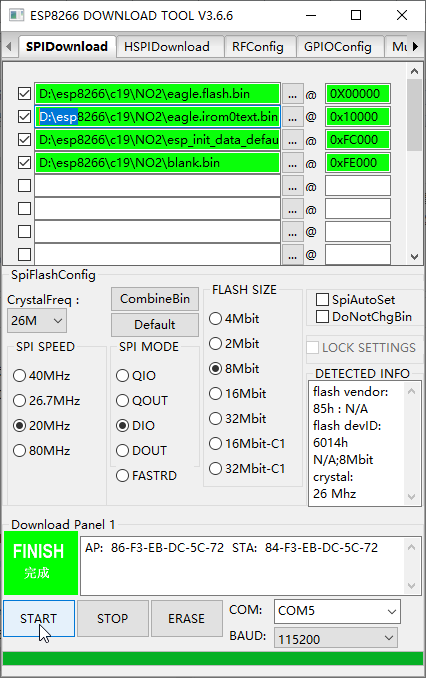 ESP8266 DOWNLOAD TOOL V3.6.6
SPIDownload HSPIDownload RFConfig GPIOConfig Mu
D:\esp8266\c19\NO2\eagle.flash.bin ... @ 0X00000
D:\esp8266\c19\NO2\eagle.irom0text.bin ... @ 0x10000
D:\esp8266\c19\NO2\esp_init_data_defau ... @ 0xFC000
D:\esp8266\c19\NO2\blank.bin ... @ 0xFE000
... @
... @
... @
... @
SpiFlashConfig
CrystalFreq :
26M
CombineBin
Default
SPI SPEED
40MHz
26.7MHz
20MHz
80MHz
SPI MODE
QIO
QOUT
DIO
DOUT
FASTRD
FLASH SIZE
4Mbit
2Mbit
8Mbit
16Mbit
32Mbit
16Mbit-C1
32Mbit-C1
SpiAutoSet
DoNotChgBin
LOCK SETTINGS
DETECTED INFO
flash vendor:
85h : N/A
flash devID:
6014h
N/A;8Mbit
crystal:
26 Mhz
Download Panel 1
FINISH
完成
AP: 86-F3-EB-DC-5C-72 STA: 84-F3-EB-DC-5C-72
START STOP ERASE
COM: COM5
BAUD: 115200